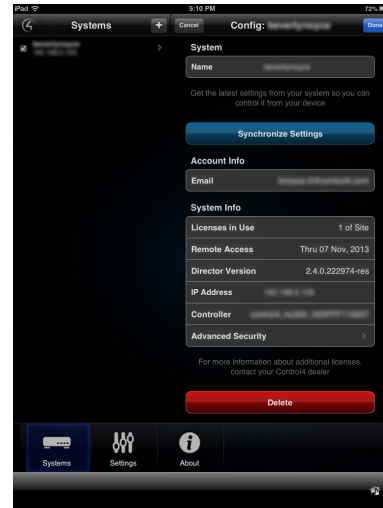 iPad 5:10 PM 72%
Systems + Cancel Config: Done
System
Name
Get the latest settings from your system so you can
control it from your device
Synchronize Settings
Account Info
Email
System Info
Licenses in Use 1 of Site
Remote Access Thru 07 Nov, 2013
Director Version 2.4.0.222974-res
IP Address
Controller
Advanced Security
For more information about additional licenses,
contact your Control4 dealer
Delete
Systems Settings About